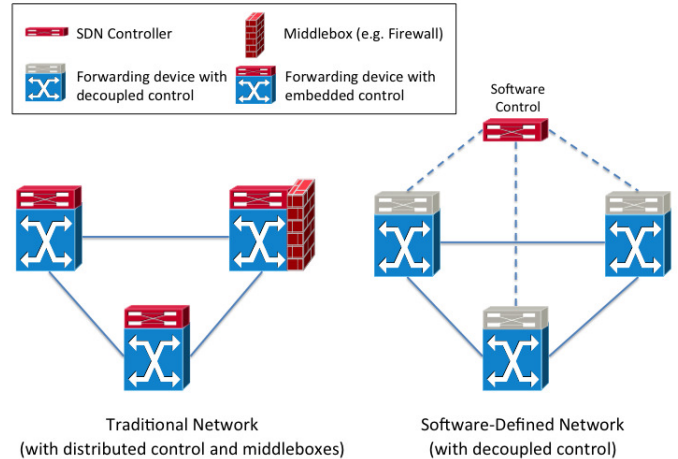 SDN Controller
Middlebox (e.g. Firewall)
Forwarding device with
decoupled control
Forwarding device with
embedded control
Software
Control
Traditional Network
(with distributed control and middleboxes)
Software-Defined Network
(with decoupled control)